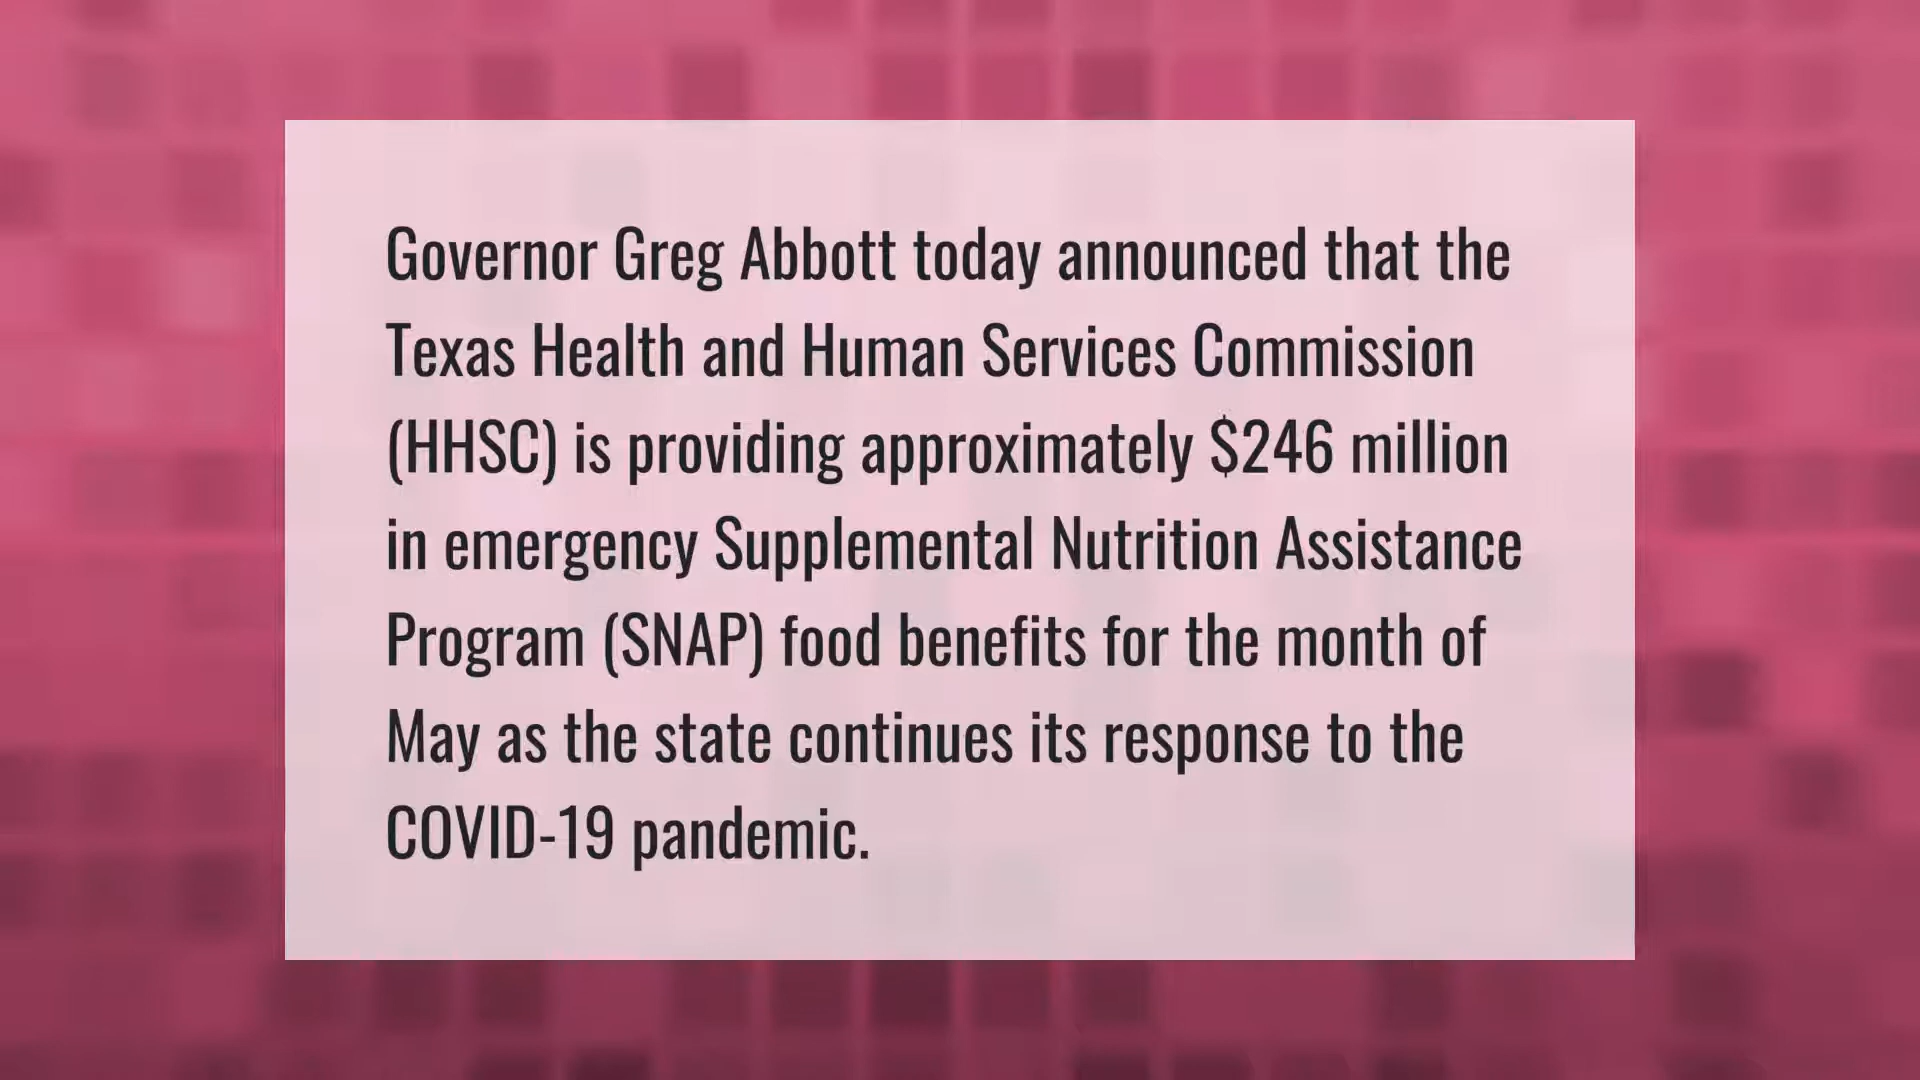 Governor Greg Abbott today announced that the
Texas Health and Human Services Commission
(HHSC) is providing approximately $246 million
in emergency Supplemental Nutrition Assistance
Program (SNAP) food benefits for the month of
May as the state continues its response to the
COVID-19 pandemic.